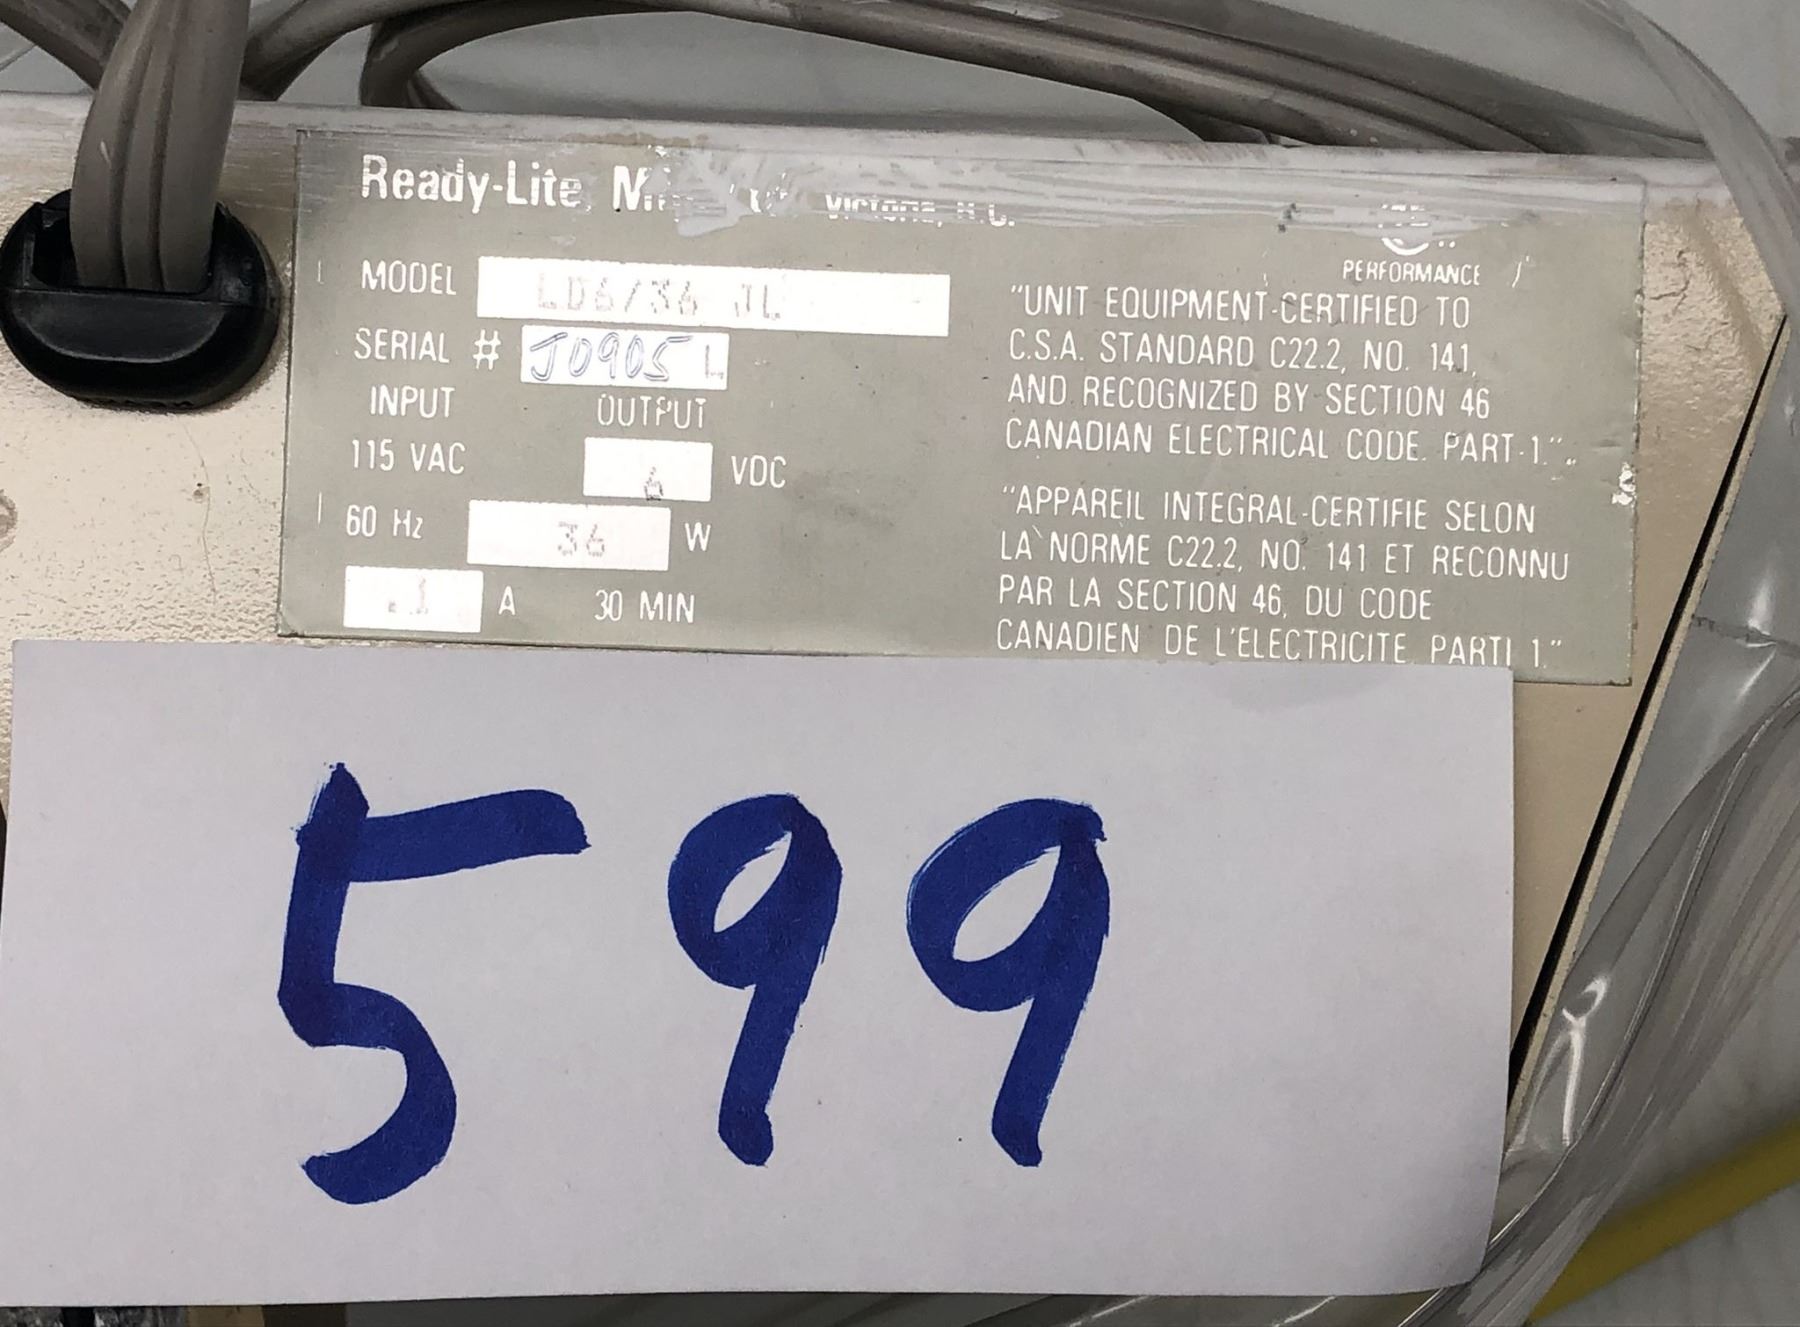 Ready-Lite Victoria, B.C.
PERFORMANCE
MODEL LD6/36 JL
SERIAL # J0905 L
INPUT OUTPUT
115 VAC 6 VDC
60 Hz 36 W
.1 A 30 MIN
"UNIT EQUIPMENT-CERTIFIED TO
C.S.A. STANDARD C22.2, NO. 141,
AND RECOGNIZED BY SECTION 46
CANADIAN ELECTRICAL CODE. PART-1."
"APPAREIL INTEGRAL-CERTIFIE SELON
LA NORME C22.2, NO. 141 ET RECONNU
PAR LA SECTION 46, DU CODE
CANADIEN DE L'ELECTRICITE PARTI 1."
599